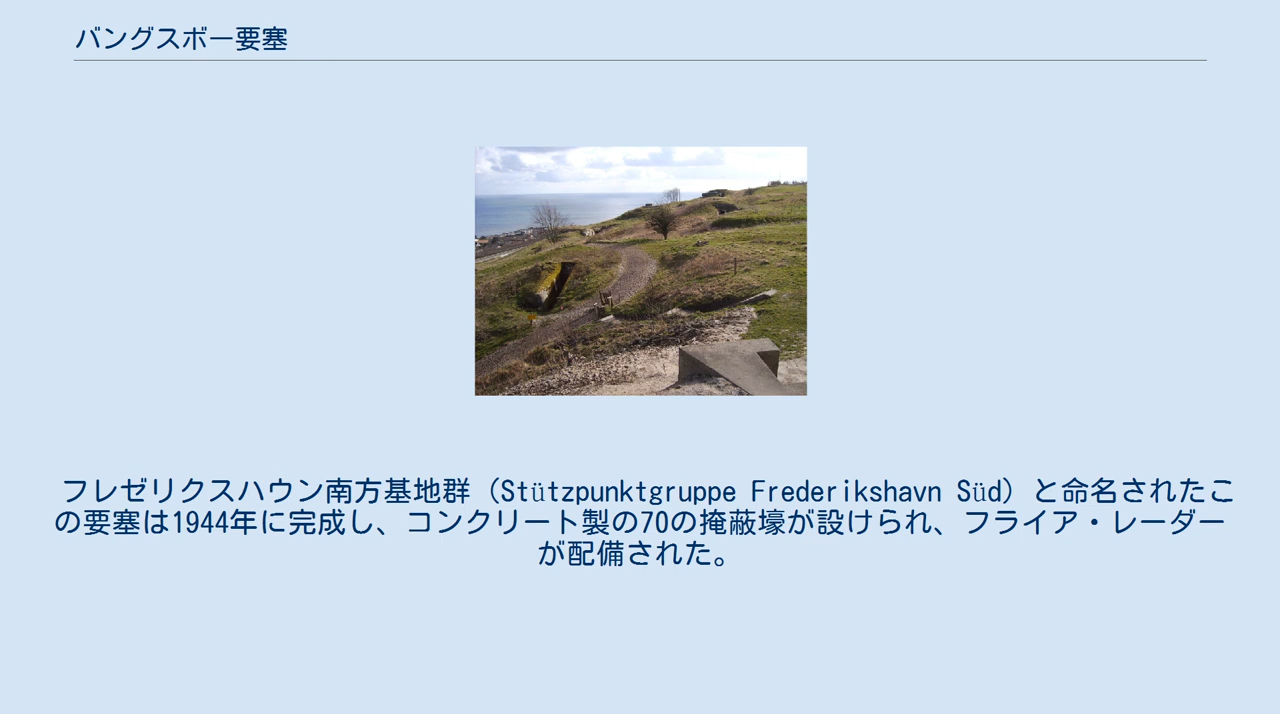 バングスボー要塞
フレゼリクスハウン南方基地群（Stützpunktgruppe Frederikshavn Süd）と命名されたこ
の要塞は1944年に完成し、コンクリート製の70の掩蔽壕が設けられ、フライア・レーダー
が配備された。